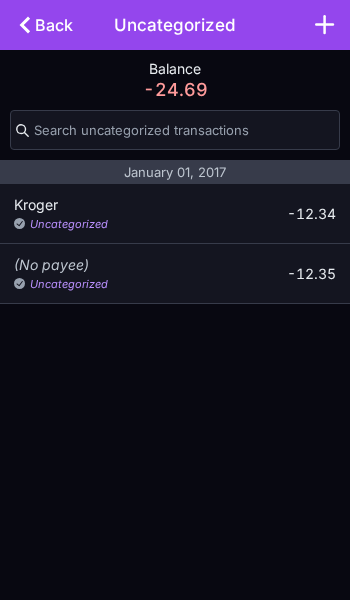 Back
Uncategorized
Balance
-24.69
Search uncategorized transactions
January 01, 2017
Kroger
Uncategorized
-12.34
(No payee)
Uncategorized
-12.35